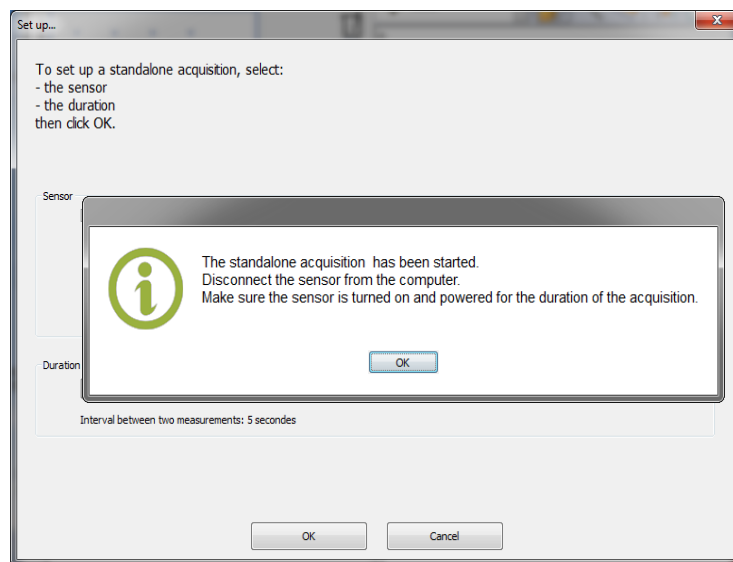 Set up...
To set up a standalone acquisition, select:
- the sensor
- the duration
then click OK.
Sensor
The standalone acquisition has been started.
Disconnect the sensor from the computer.
Make sure the sensor is turned on and powered for the duration of the acquisition.
OK
Duration
Interval between two measurements: 5 secondes
OK
Cancel